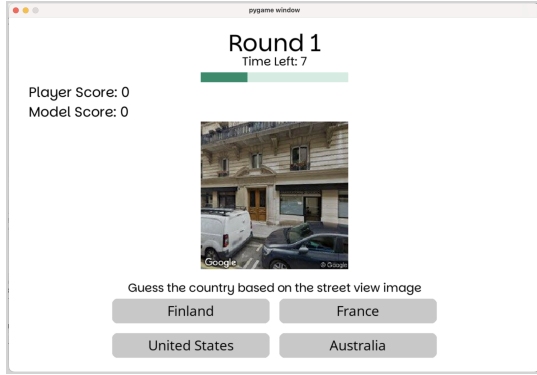 pygame window
Round 1
Time Left: 7
Player Score: 0
Model Score: 0
Google
© Google
Guess the country based on the street view image
Finland
France
United States
Australia